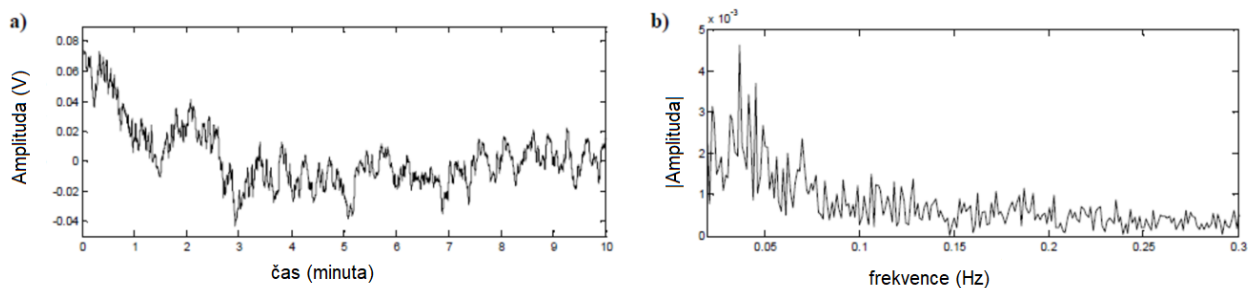 a)
Amplituda (V)
0.08
0.06
0.04
0.02
0
-0.02
-0.04
0 1 2 3 4 5 6 7 8 9 10
čas (minuta)
b)
x 10⁻³
|Amplituda|
5
4
3
2
1
0
0.05 0.1 0.15 0.2 0.25 0.3
frekvence (Hz)